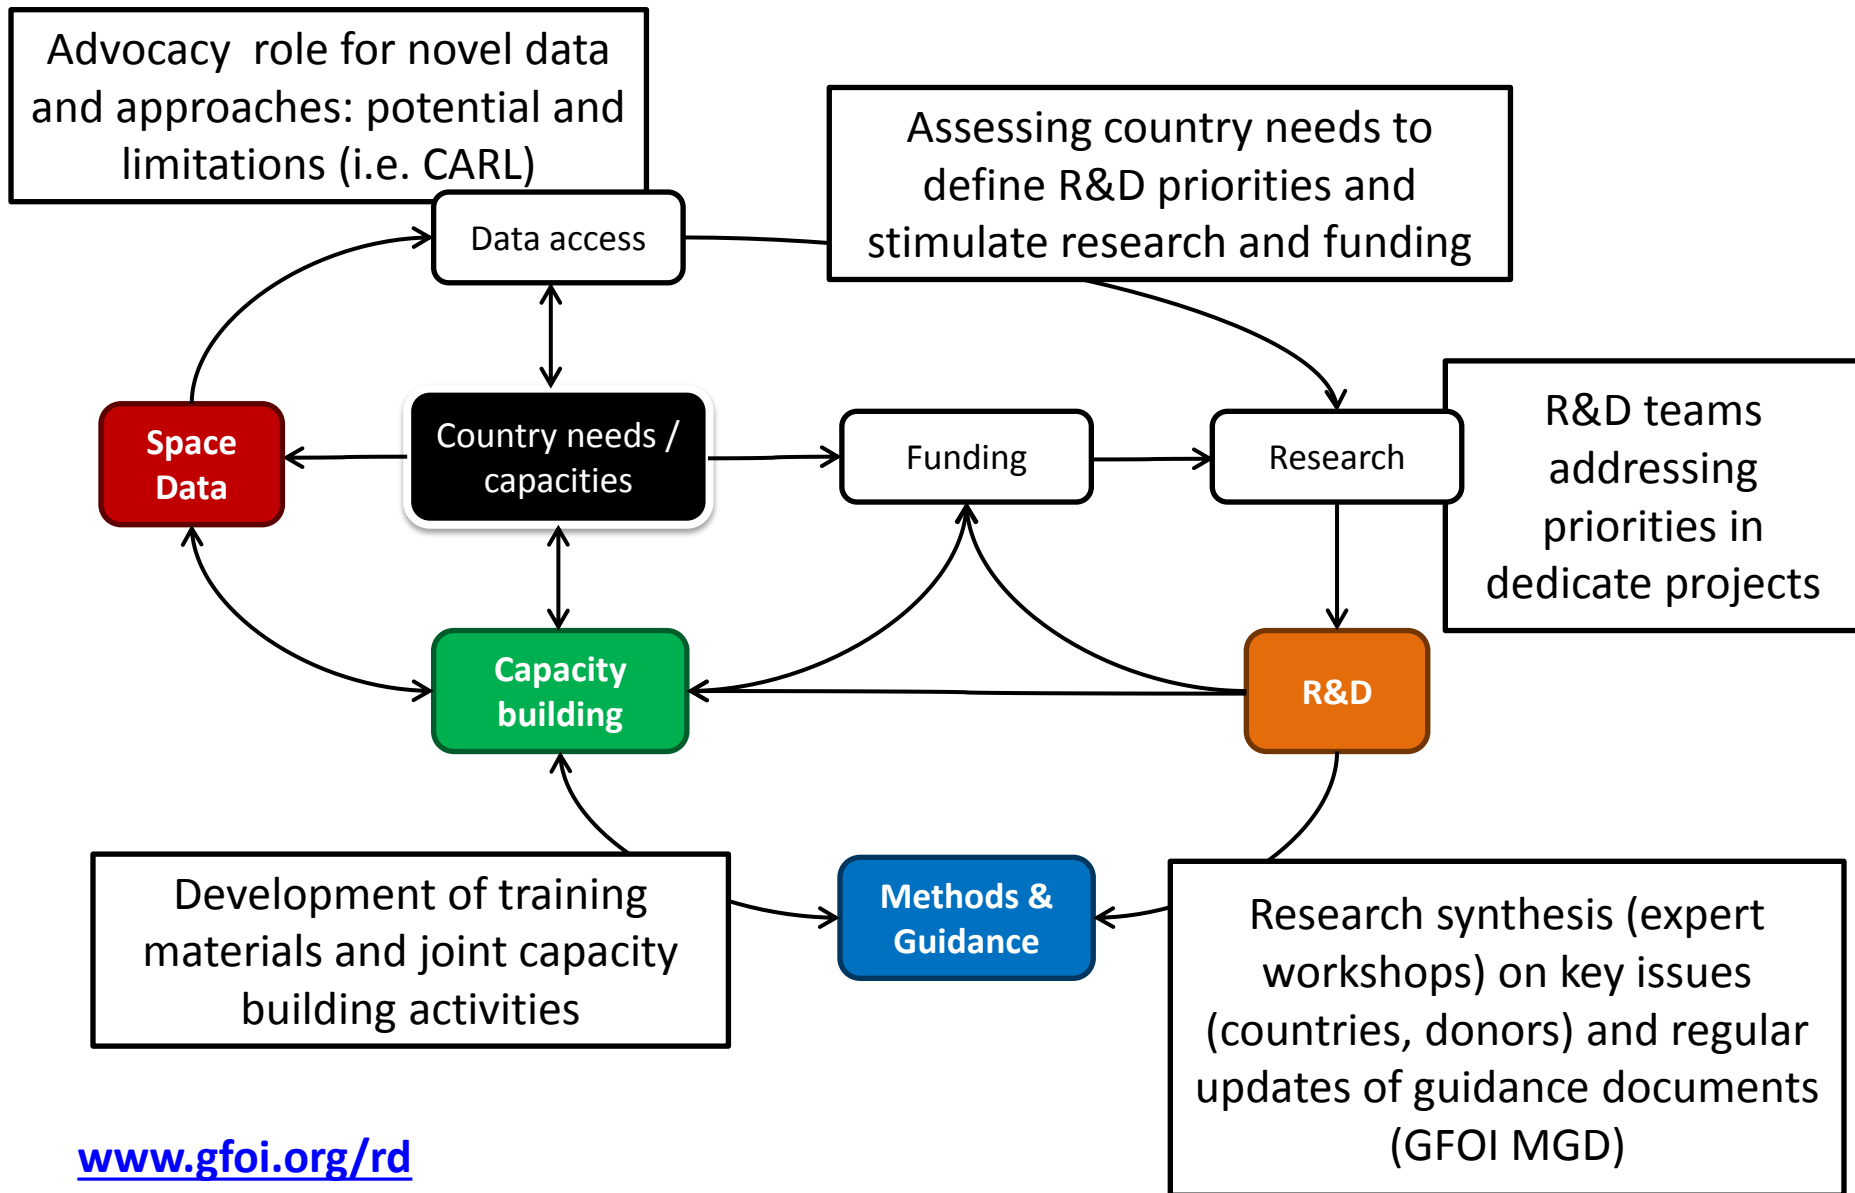 Advocacy role for novel data
and approaches: potential and
limitations (i.e. CARL)
Assessing country needs to
define R&D priorities and
stimulate research and funding
Data access
Space
Data
Country needs /
capacities
Funding
Research
R&D teams
addressing
priorities in
dedicate projects
Capacity
building
R&D
Methods &
Guidance
Development of training
materials and joint capacity
building activities
Research synthesis (expert
workshops) on key issues
(countries, donors) and regular
updates of guidance documents
(GFOI MGD)
www.gfoi.org/rd